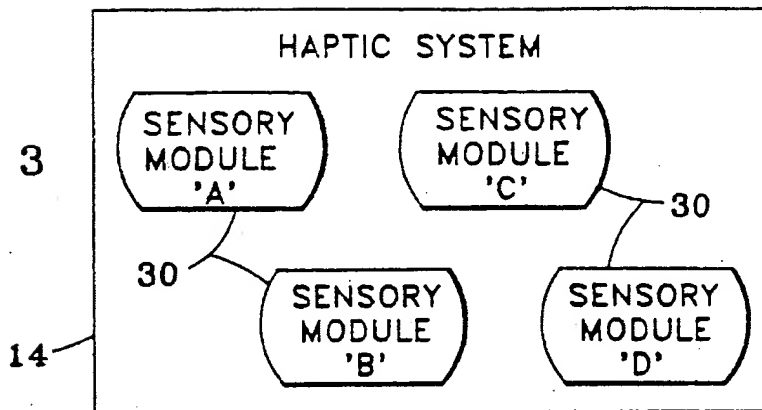 HAPTIC SYSTEM
SENSORY
MODULE
'A'
SENSORY
MODULE
'C'
3
30
30
SENSORY
MODULE
'B'
SENSORY
MODULE
'D'
14